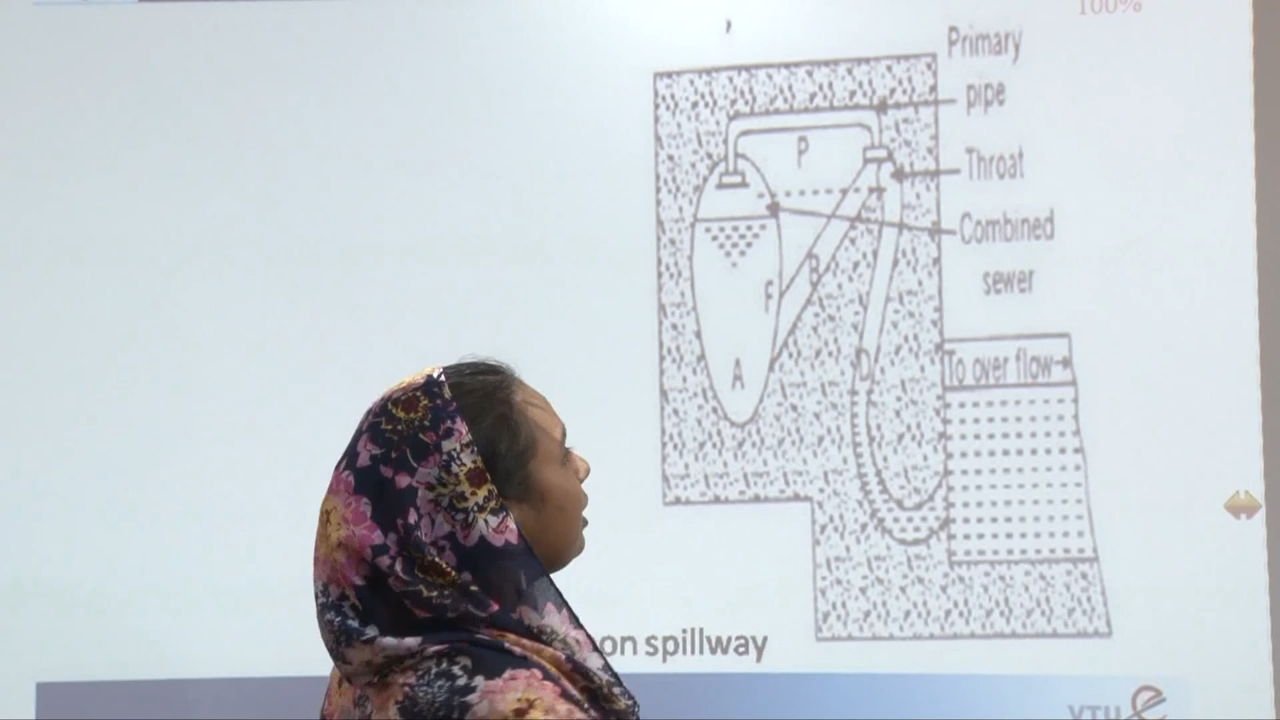 100%
Primary
pipe
P
Throat
Combined
sewer
B
F
D
To over flow
A
on spillway
VTU e